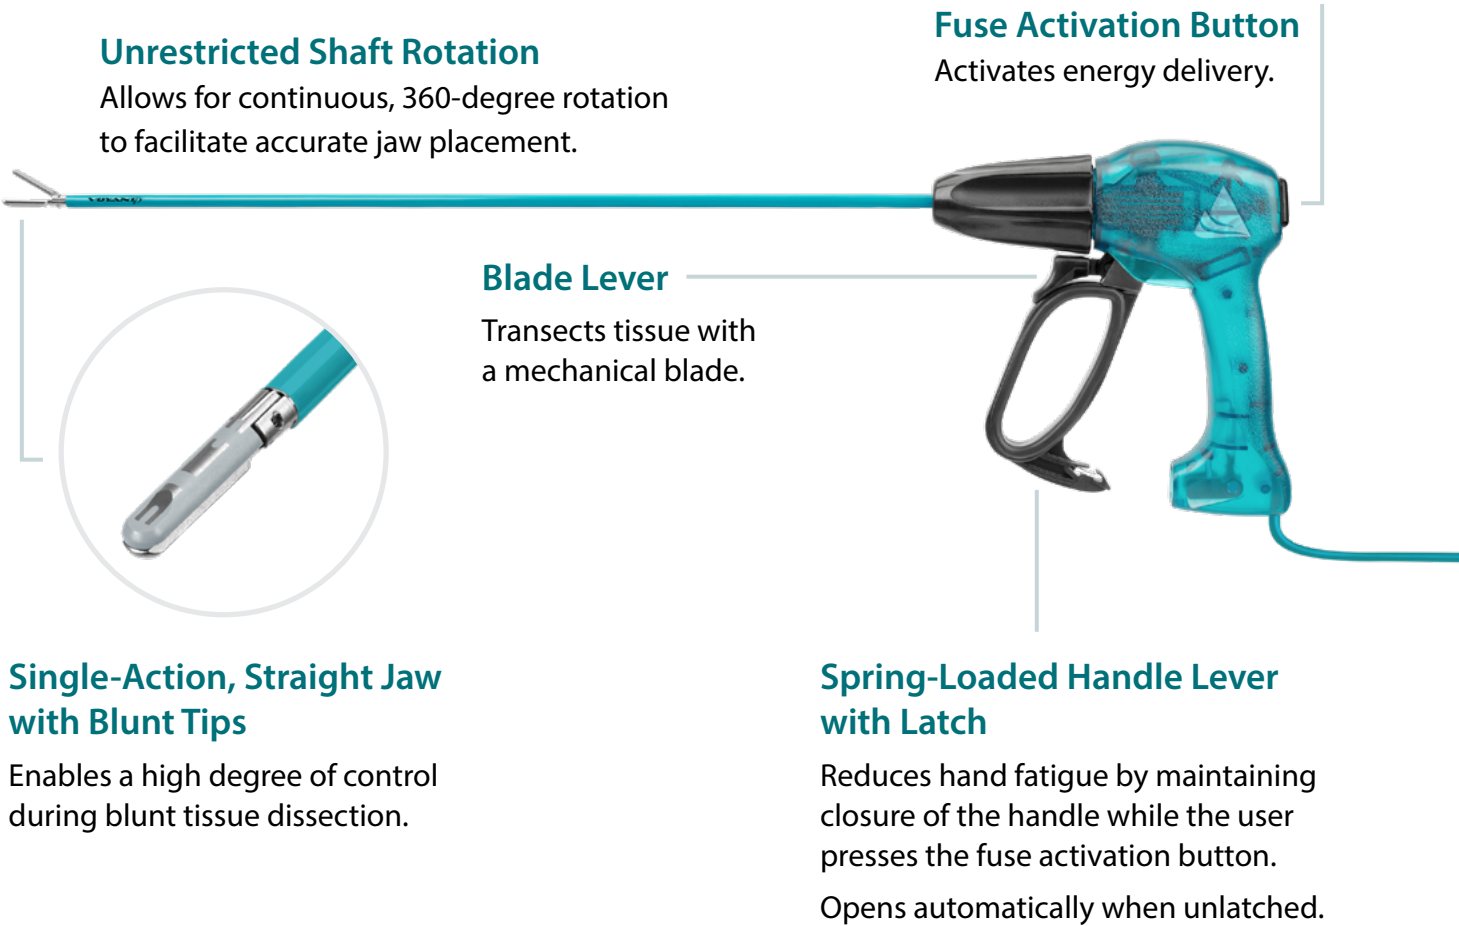 Unrestricted Shaft Rotation
Allows for continuous, 360-degree rotation
to facilitate accurate jaw placement.
Fuse Activation Button
Activates energy delivery.
Blade Lever
Transects tissue with
a mechanical blade.
Single-Action, Straight Jaw
with Blunt Tips
Enables a high degree of control
during blunt tissue dissection.
Spring-Loaded Handle Lever
with Latch
Reduces hand fatigue by maintaining
closure of the handle while the user
presses the fuse activation button.
Opens automatically when unlatched.